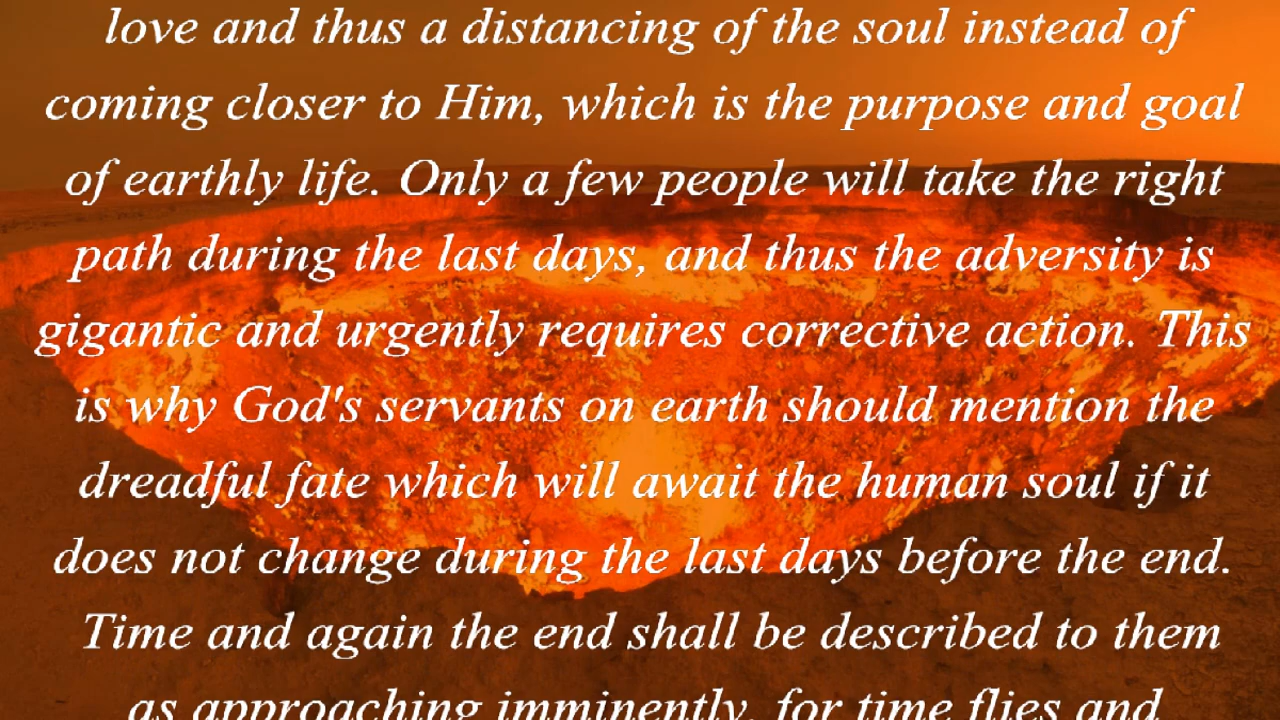 love and thus a distancing of the soul instead of
coming closer to Him, which is the purpose and goal
of earthly life. Only a few people will take the right
path during the last days, and thus the adversity is
gigantic and urgently requires corrective action. This
is why God's servants on earth should mention the
dreadful fate which will await the human soul if it
does not change during the last days before the end.
Time and again the end shall be described to them
as approaching imminently, for time flies and